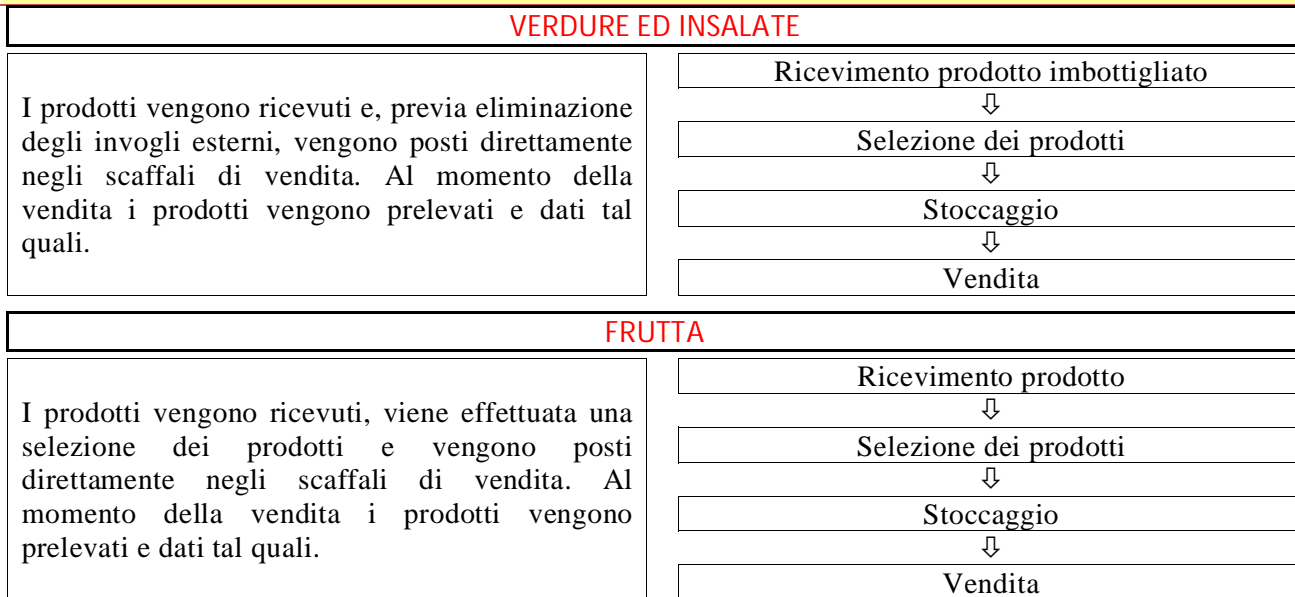 VERDURE ED INSALATE
I prodotti vengono ricevuti e, previa eliminazione
degli invogli esterni, vengono posti direttamente
negli scaffali di vendita. Al momento della
vendita i prodotti vengono prelevati e dati tal
quali.
Ricevimento prodotto imbottigliato
⇩
Selezione dei prodotti
⇩
Stoccaggio
⇩
Vendita
FRUTTA
I prodotti vengono ricevuti, viene effettuata una
selezione dei prodotti e vengono posti
direttamente negli scaffali di vendita. Al
momento della vendita i prodotti vengono
prelevati e dati tal quali.
Ricevimento prodotto
⇩
Selezione dei prodotti
⇩
Stoccaggio
⇩
Vendita